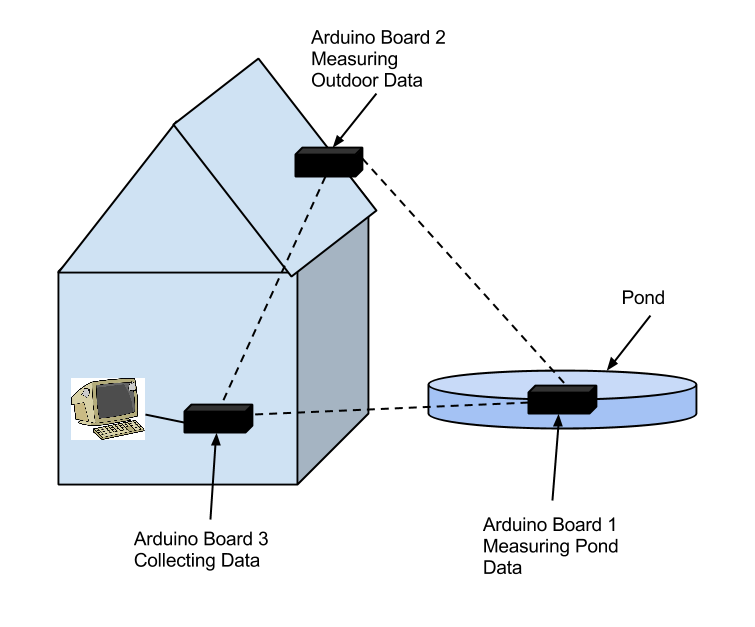 Arduino Board 2
Measuring
Outdoor Data
Pond
Arduino Board 3
Collecting Data
Arduino Board 1
Measuring Pond
Data